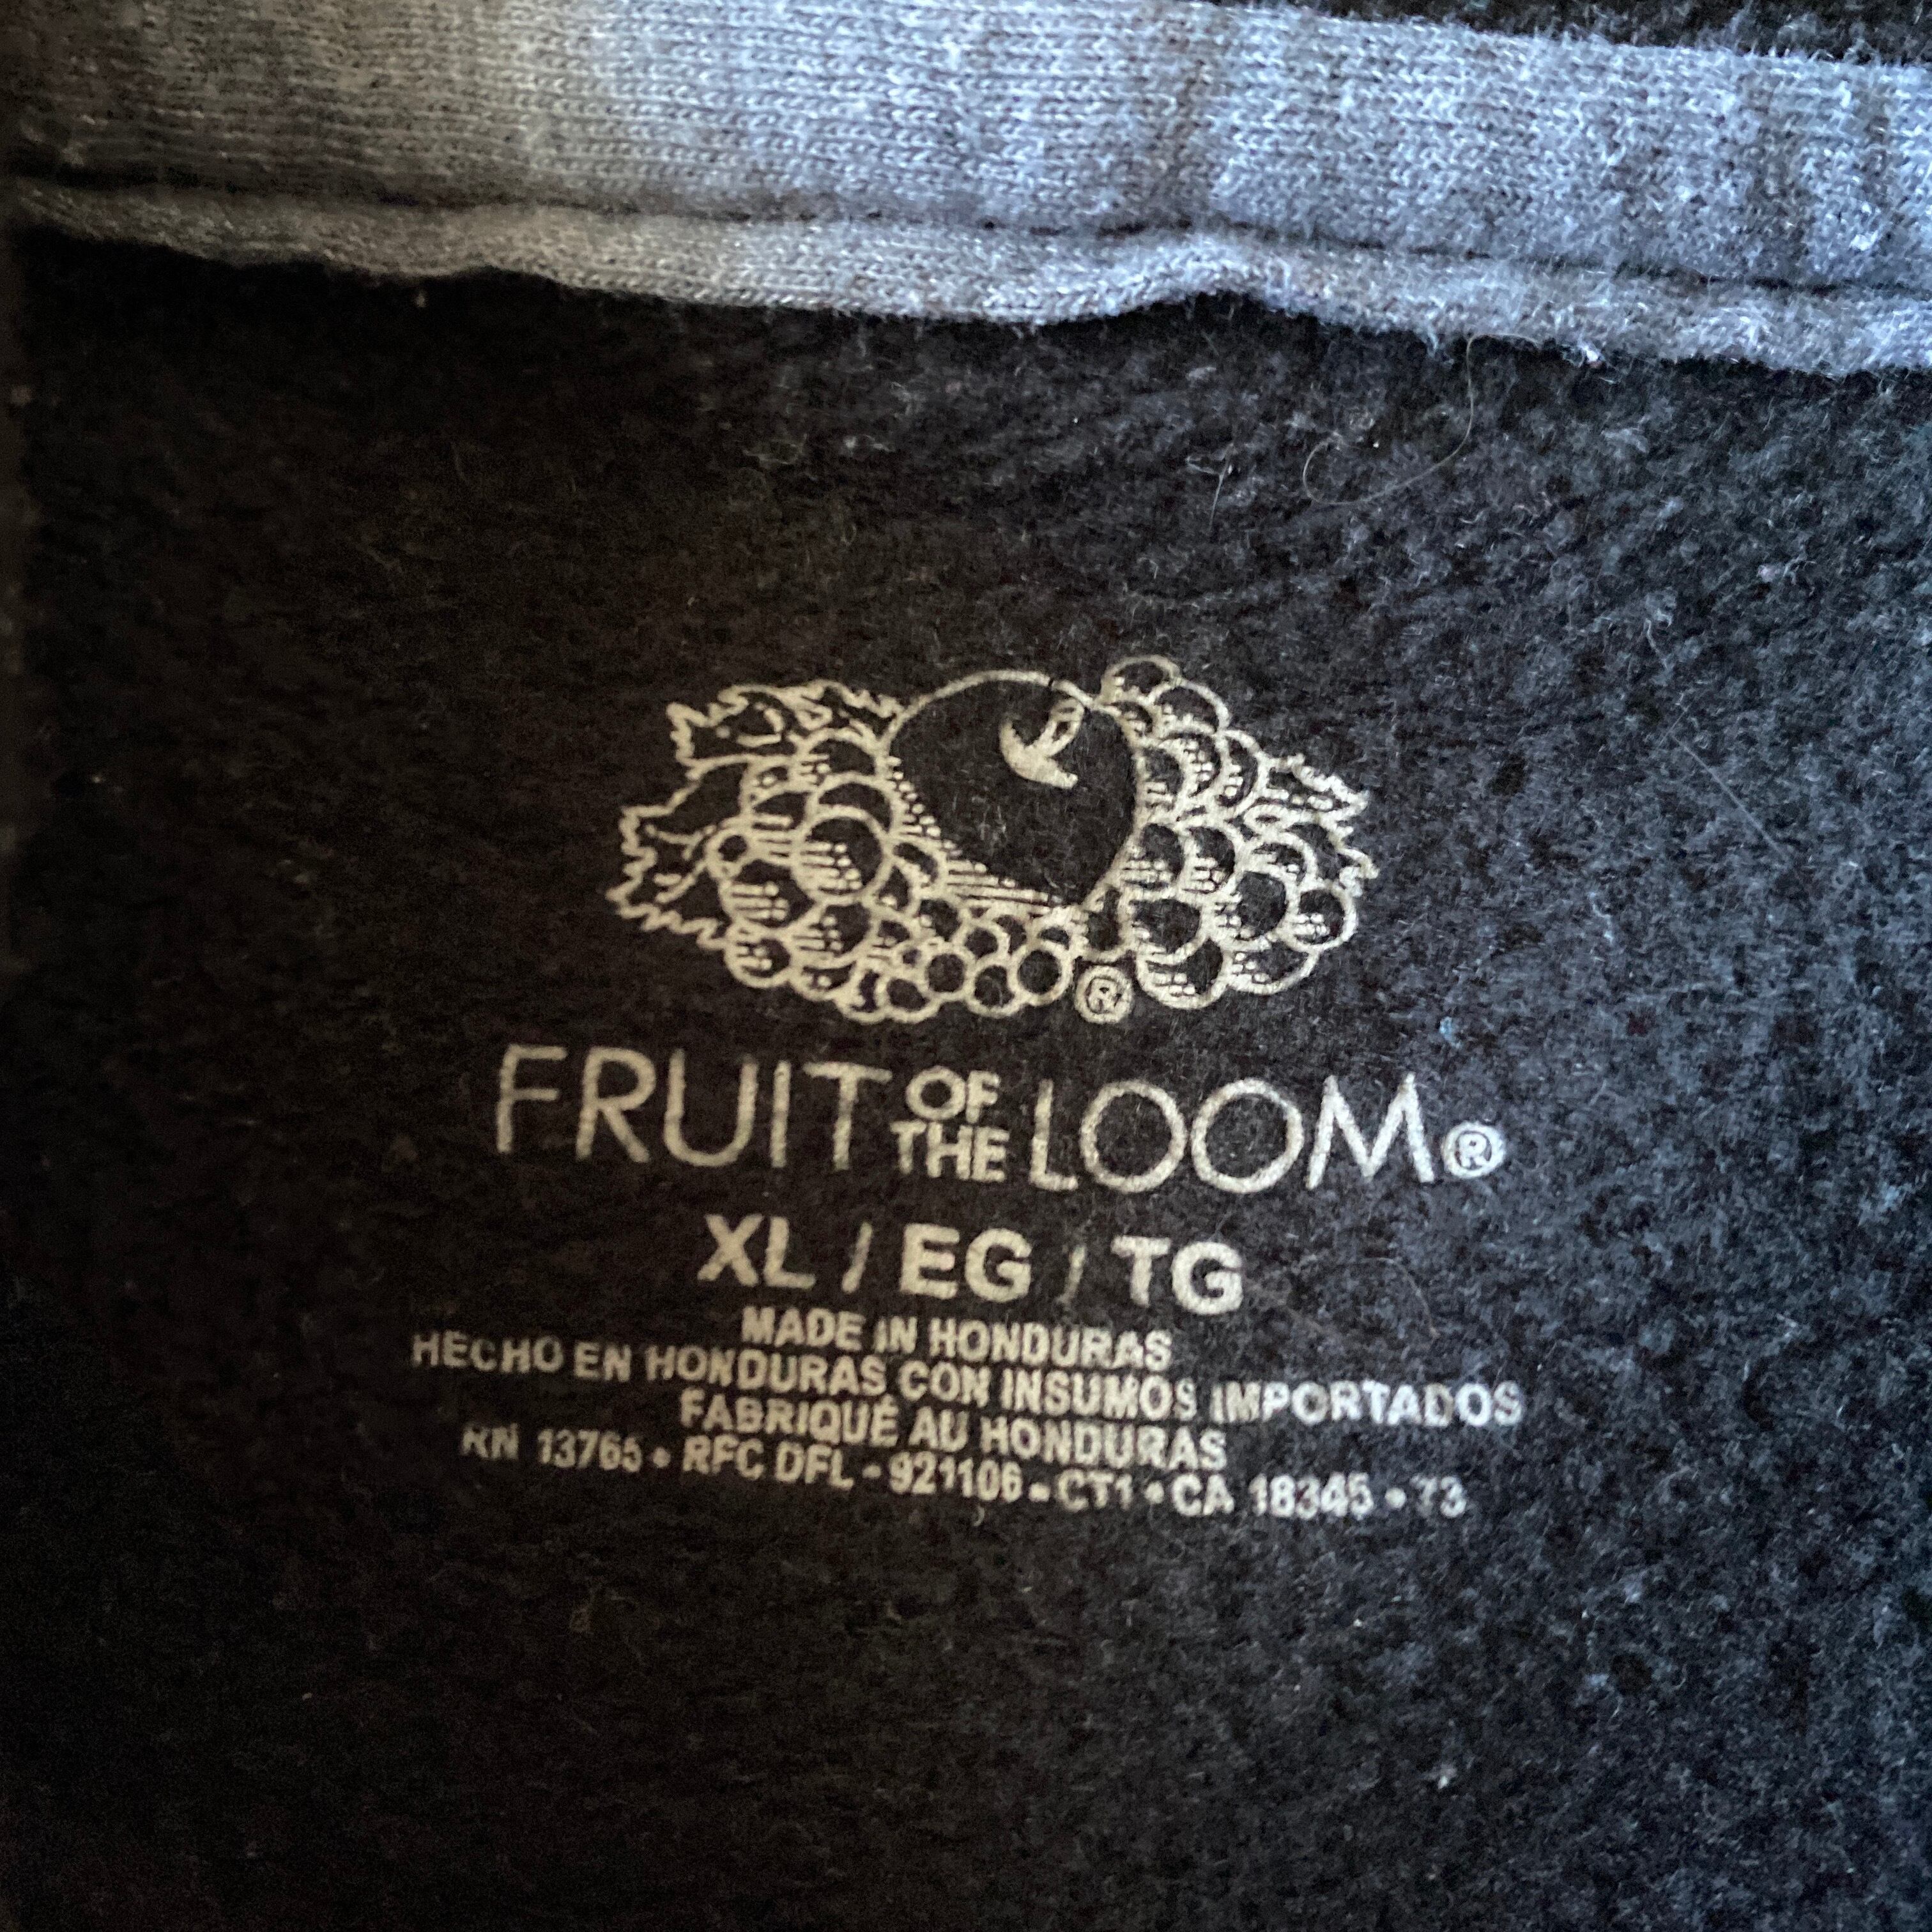 ®
FRUIT OF THE LOOM®
XL / EG / TG
MADE IN HONDURAS
HECHO EN HONDURAS CON INSUMOS IMPORTADOS
FABRIQUÉ AU HONDURAS
RN 13765 • RFC DFL - 921106 - CT1 • CA 18345 • 73